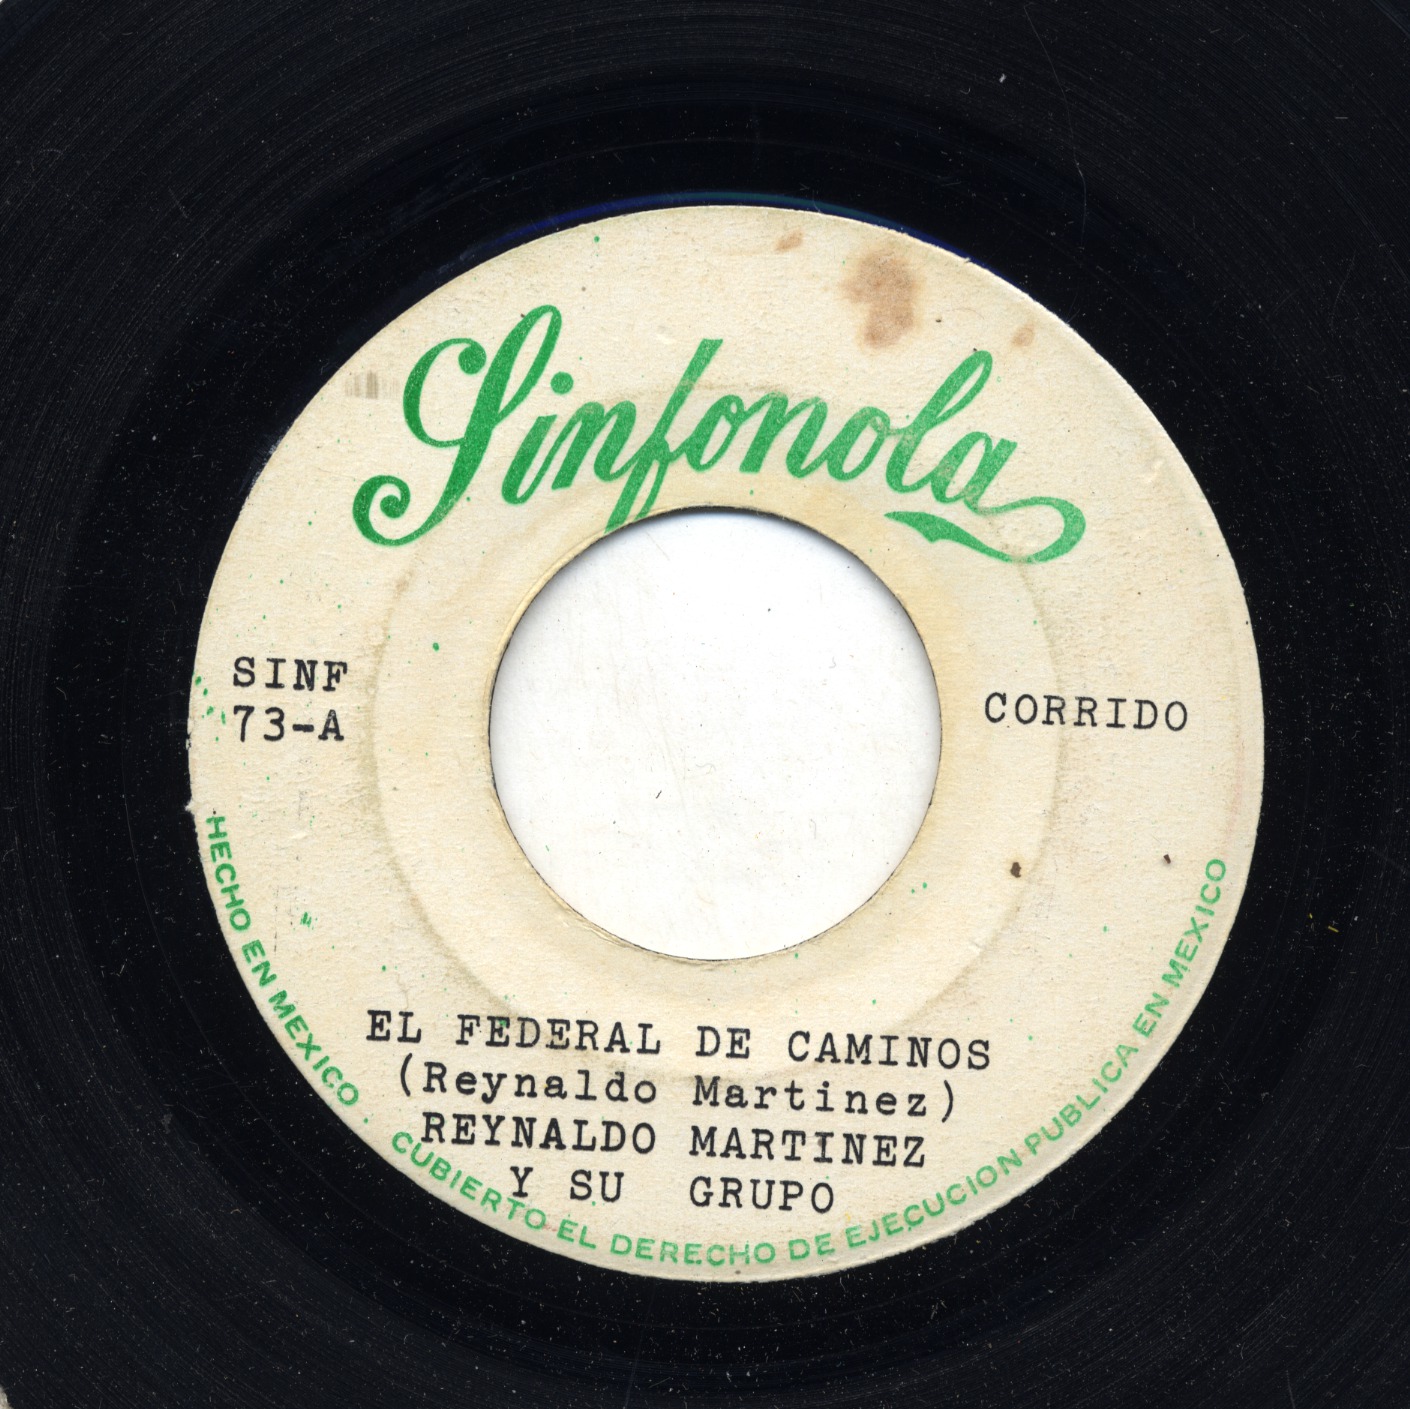 Sinfonola
SINF
73-A
CORRIDO
EL FEDERAL DE CAMINOS
(Reynaldo Martinez)
REYNALDO MARTINEZ
Y SU GRUPO
HECHO EN MEXICO. CUBIERTO EL DERECHO DE EJECUCION PUBLICA EN MEXICO